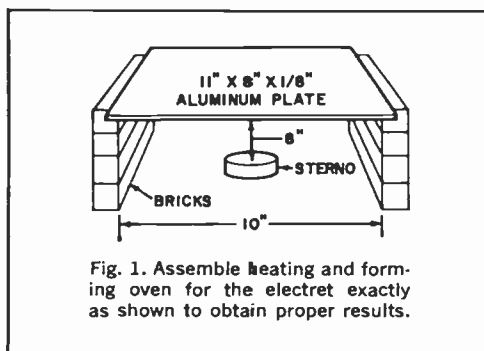 11" X 8" X 1/8"
ALUMINUM PLATE
8"
STERNO
BRICKS
10"
Fig. 1. Assemble heating and form-
ing oven for the electret exactly
as shown to obtain proper results.